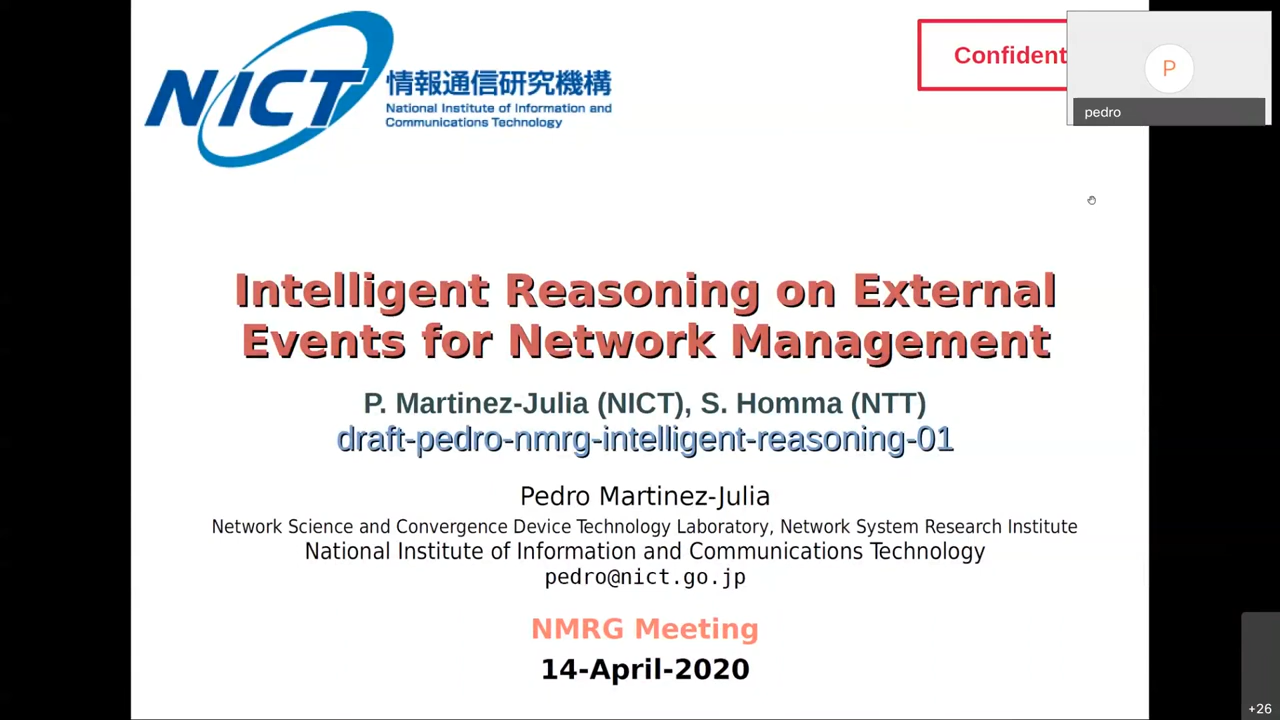 NICT
情報通信研究機構
National Institute of Information and
Communications Technology
Confident
P
pedro
Intelligent Reasoning on External
Events for Network Management
P. Martinez-Julia (NICT), S. Homma (NTT)
draft-pedro-nmrg-intelligent-reasoning-01
Pedro Martinez-Julia
Network Science and Convergence Device Technology Laboratory, Network System Research Institute
National Institute of Information and Communications Technology
pedro@nict.go.jp
NMRG Meeting
14-April-2020
+26